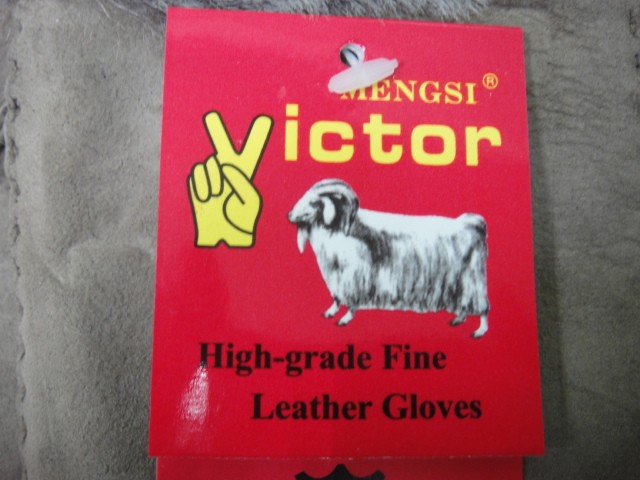 MENGSI®
Victor
High-grade Fine
Leather Gloves